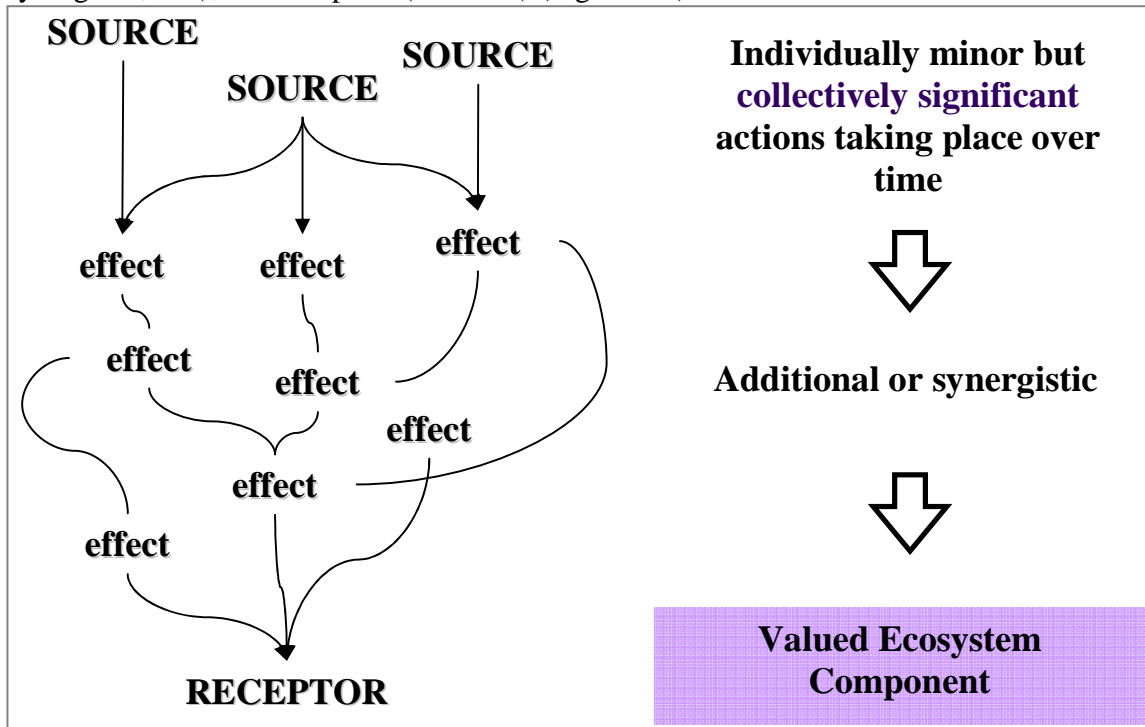 SOURCE
SOURCE
SOURCE
effect
effect
effect
effect
effect
effect
effect
effect
RECEPTOR
Individually minor but
collectively significant
actions taking place over
time
Additional or synergistic
Valued Ecosystem
Component